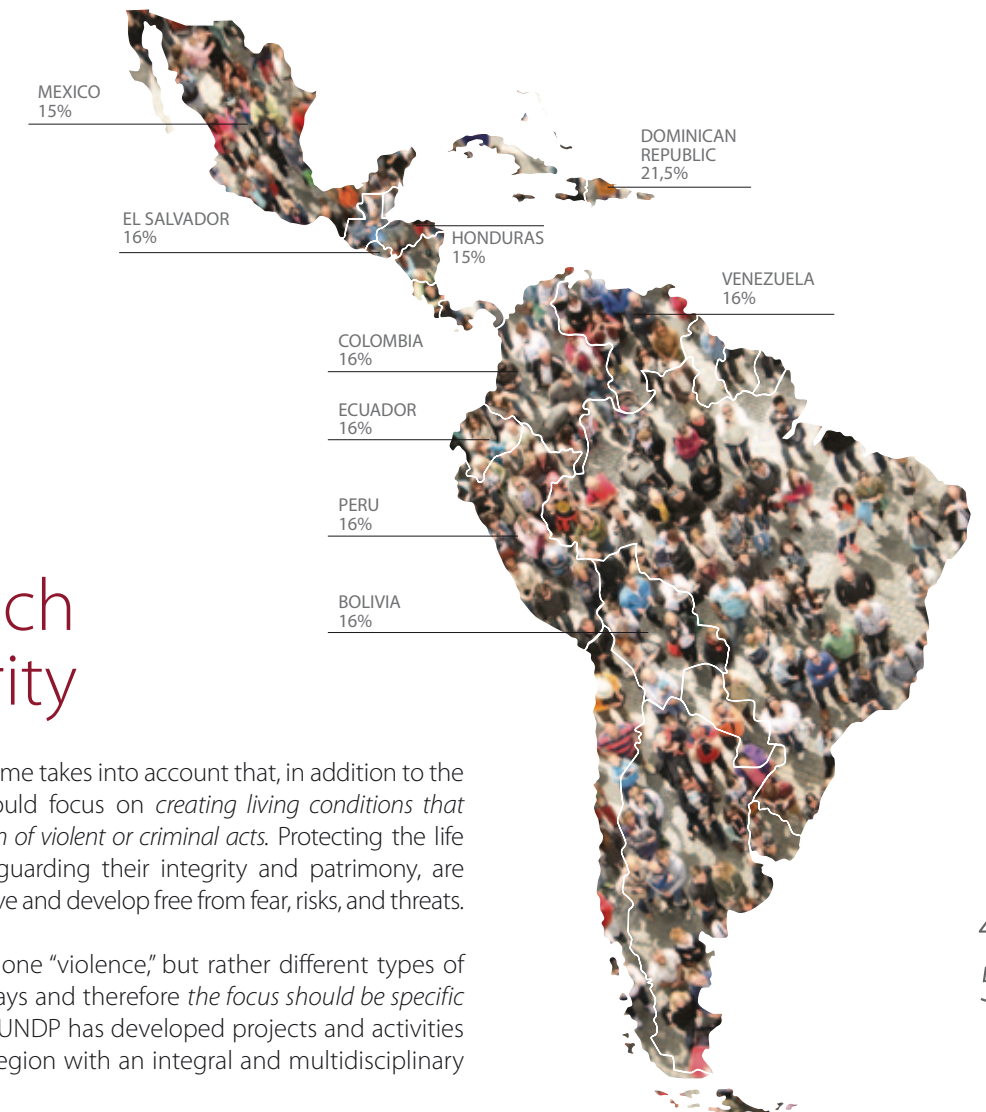 MEXICO
15%
DOMINICAN
REPUBLIC
21,5%
EL SALVADOR
16%
HONDURAS
15%
VENEZUELA
16%
COLOMBIA
16%
ECUADOR
16%
PERU
16%
BOLIVIA
16%
ch
rity
me takes into account that, in addition to the
ould focus on creating living conditions that
n of violent or criminal acts. Protecting the life
guarding their integrity and patrimony, are
ve and develop free from fear, risks, and threats.
one “violence,” but rather different types of
ays and therefore the focus should be specific
UNDP has developed projects and activities
egion with an integral and multidisciplinary